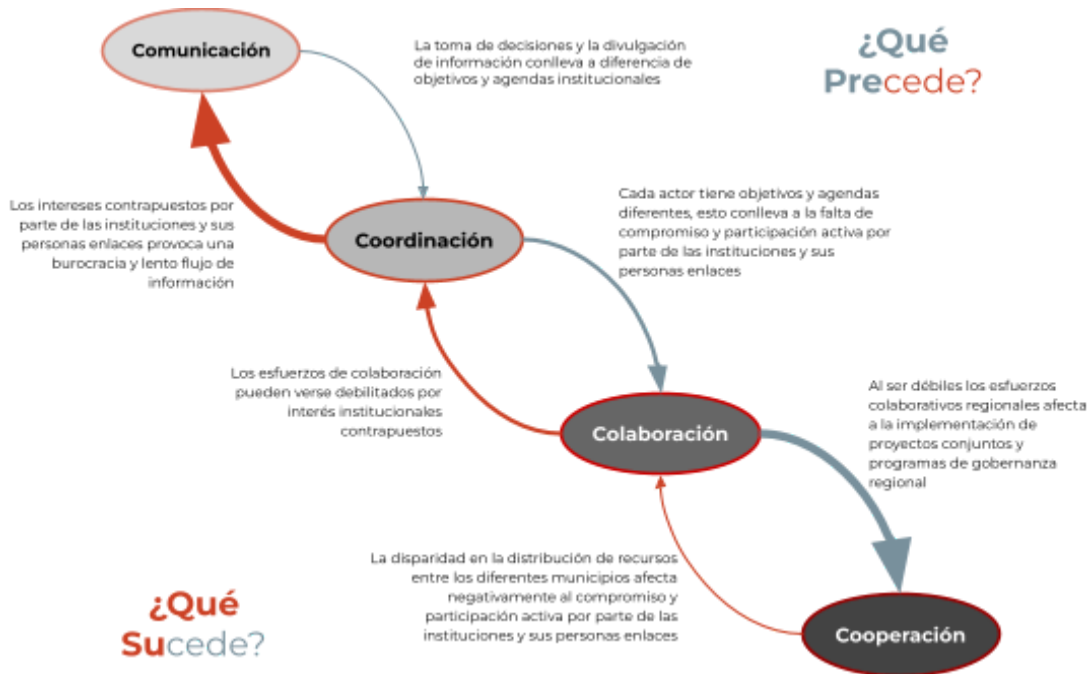 Comunicación
La toma de decisiones y la divulgación
de información conlleva a diferencia de
objetivos y agendas institucionales
¿Qué
Precede?
Los intereses contrapuestos por
parte de las instituciones y sus
personas enlaces provoca una
burocracia y lento flujo de
información
Coordinación
Cada actor tiene objetivos y agendas
diferentes, esto conlleva a la falta de
compromiso y participación activa por
parte de las instituciones y sus
personas enlaces
Los esfuerzos de colaboración
pueden verse debilitados por
interés institucionales
contrapuestos
Colaboración
Al ser débiles los esfuerzos
colaborativos regionales afecta
a la implementación de
proyectos conjuntos y
programas de gobernanza
regional
La disparidad en la distribución de recursos
entre los diferentes municipios afecta
negativamente al compromiso y
participación activa por parte de las
instituciones y sus personas enlaces
Cooperación
¿Qué
Sucede?